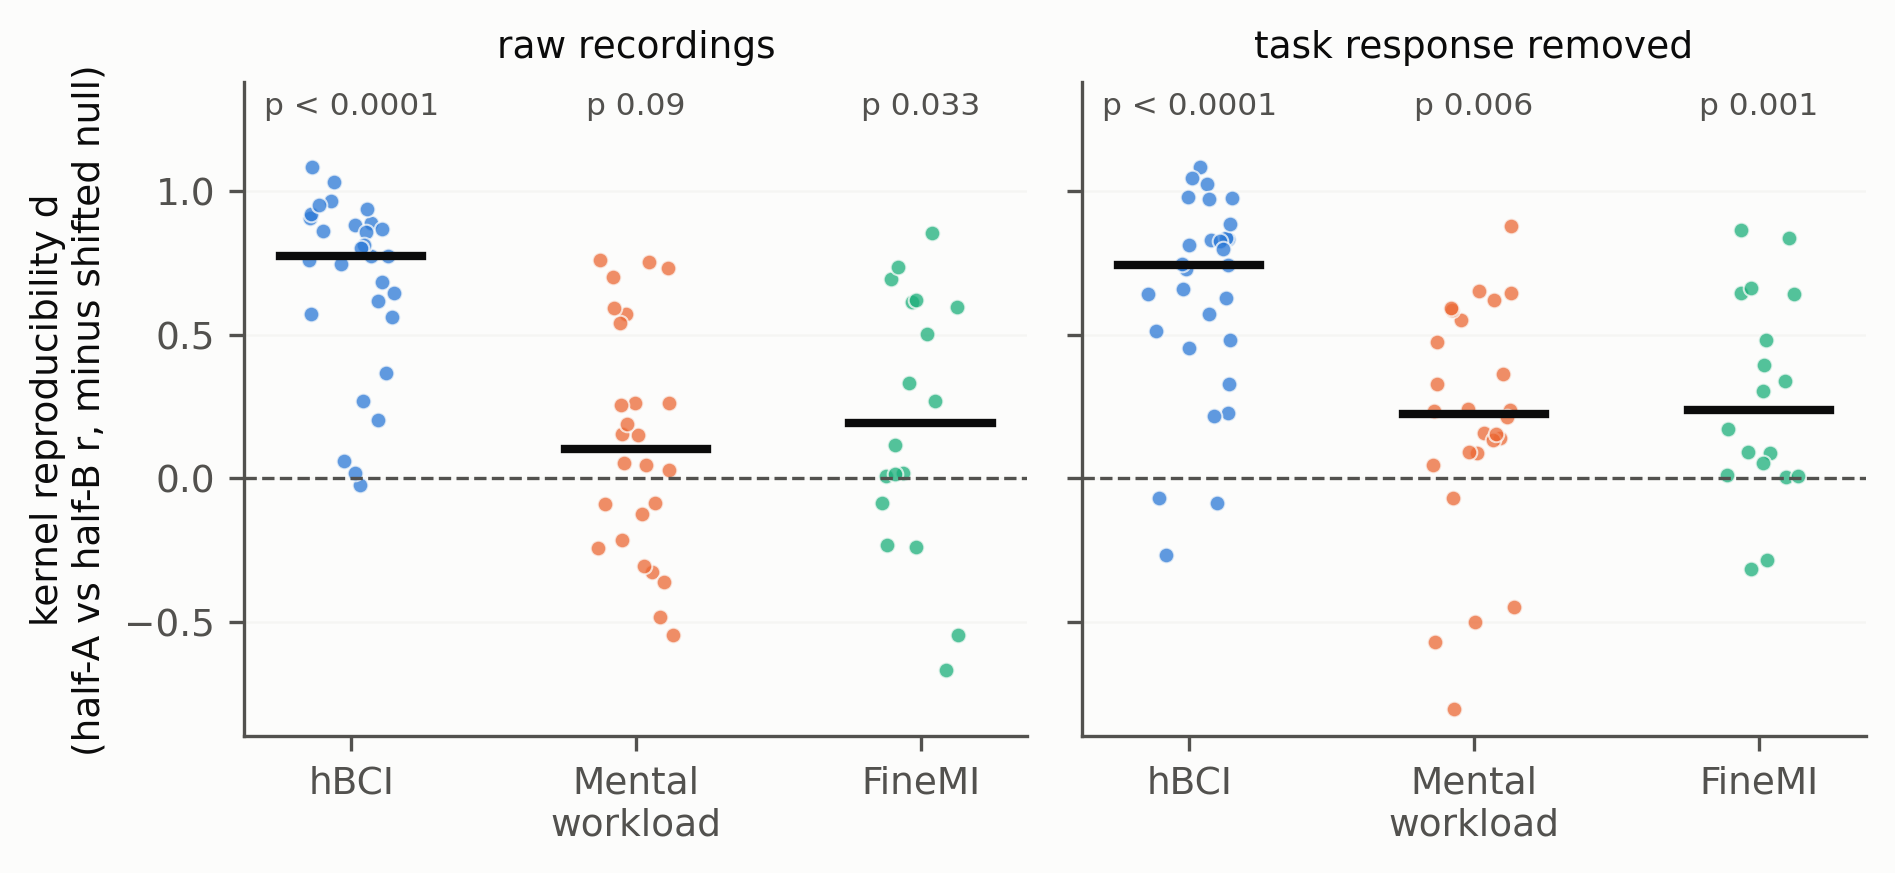 raw recordings
task response removed
p < 0.0001
p 0.09
p 0.033
p < 0.0001
p 0.006
p 0.001
kernel reproducibility d
(half-A vs half-B r, minus shifted null)
1.0
0.5
0.0
−0.5
hBCI
Mental
workload
FineMI
hBCI
Mental
workload
FineMI